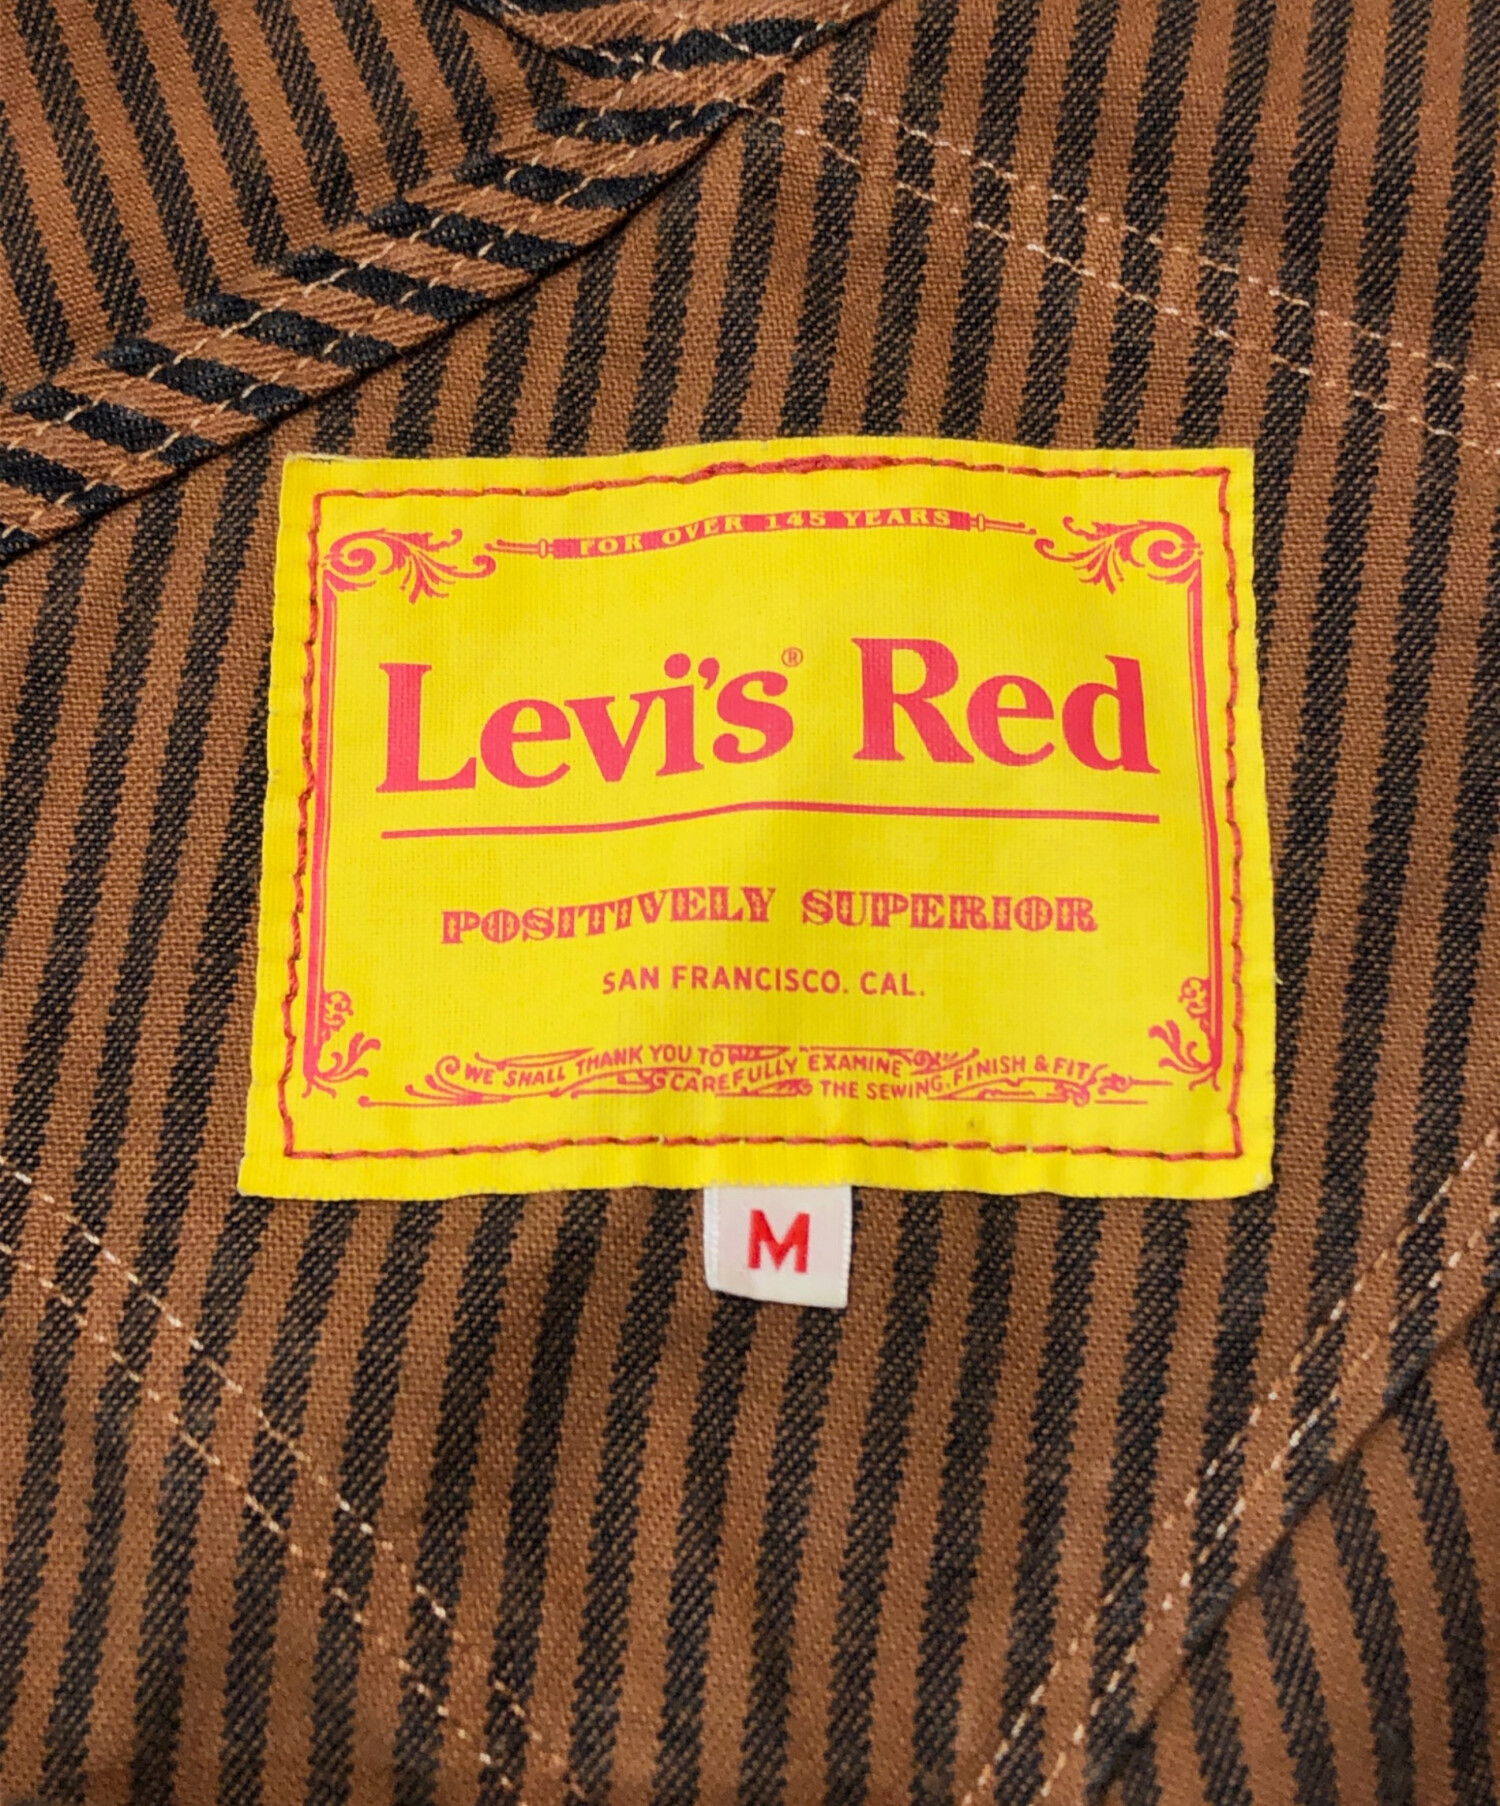 FOR OVER 145 YEARS
Levi's® Red
POSITIVELY SUPERIOR
SAN FRANCISCO. CAL.
WE SHALL THANK YOU TO CAREFULLY EXAMINE THE SEWING, FINISH & FIT
M